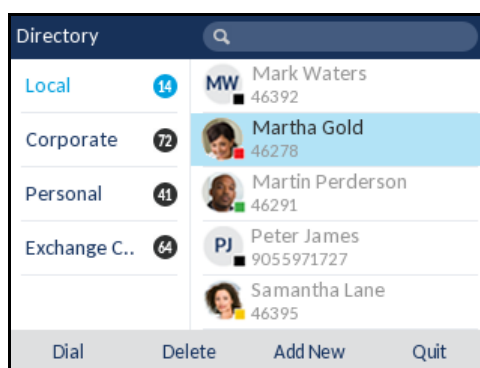 Directory
Local 14
Corporate 72
Personal 41
Exchange C.. 64
MW Mark Waters
46392
Martha Gold
46278
Martin Perderson
46291
PJ Peter James
9055971727
Samantha Lane
46395
Dial Delete Add New Quit